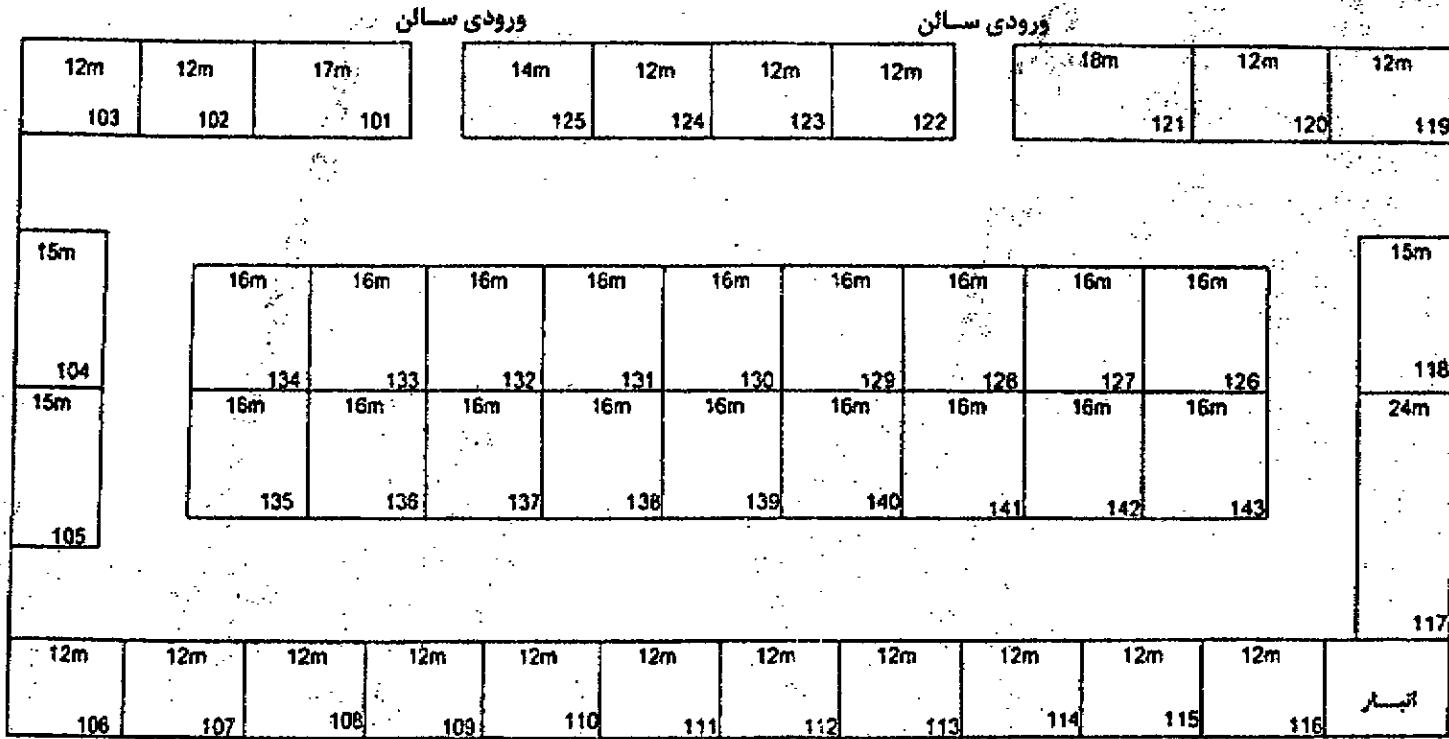 ورودی سالن ورودی سالن
12m 12m 17m 14m 12m 12m 12m 18m 12m 12m
103 102 101 125 124 123 122 121 120 119
15m 15m
16m 16m 16m 16m 16m 16m 16m 16m 16m
104 134 133 132 131 130 129 128 127 126 118
15m 16m 16m 16m 16m 16m 16m 16m 16m 16m 24m
135 136 137 138 139 140 141 142 143
105
117
12m 12m 12m 12m 12m 12m 12m 12m 12m 12m 12m
انبار
106 107 108 109 110 111 112 113 114 115 116